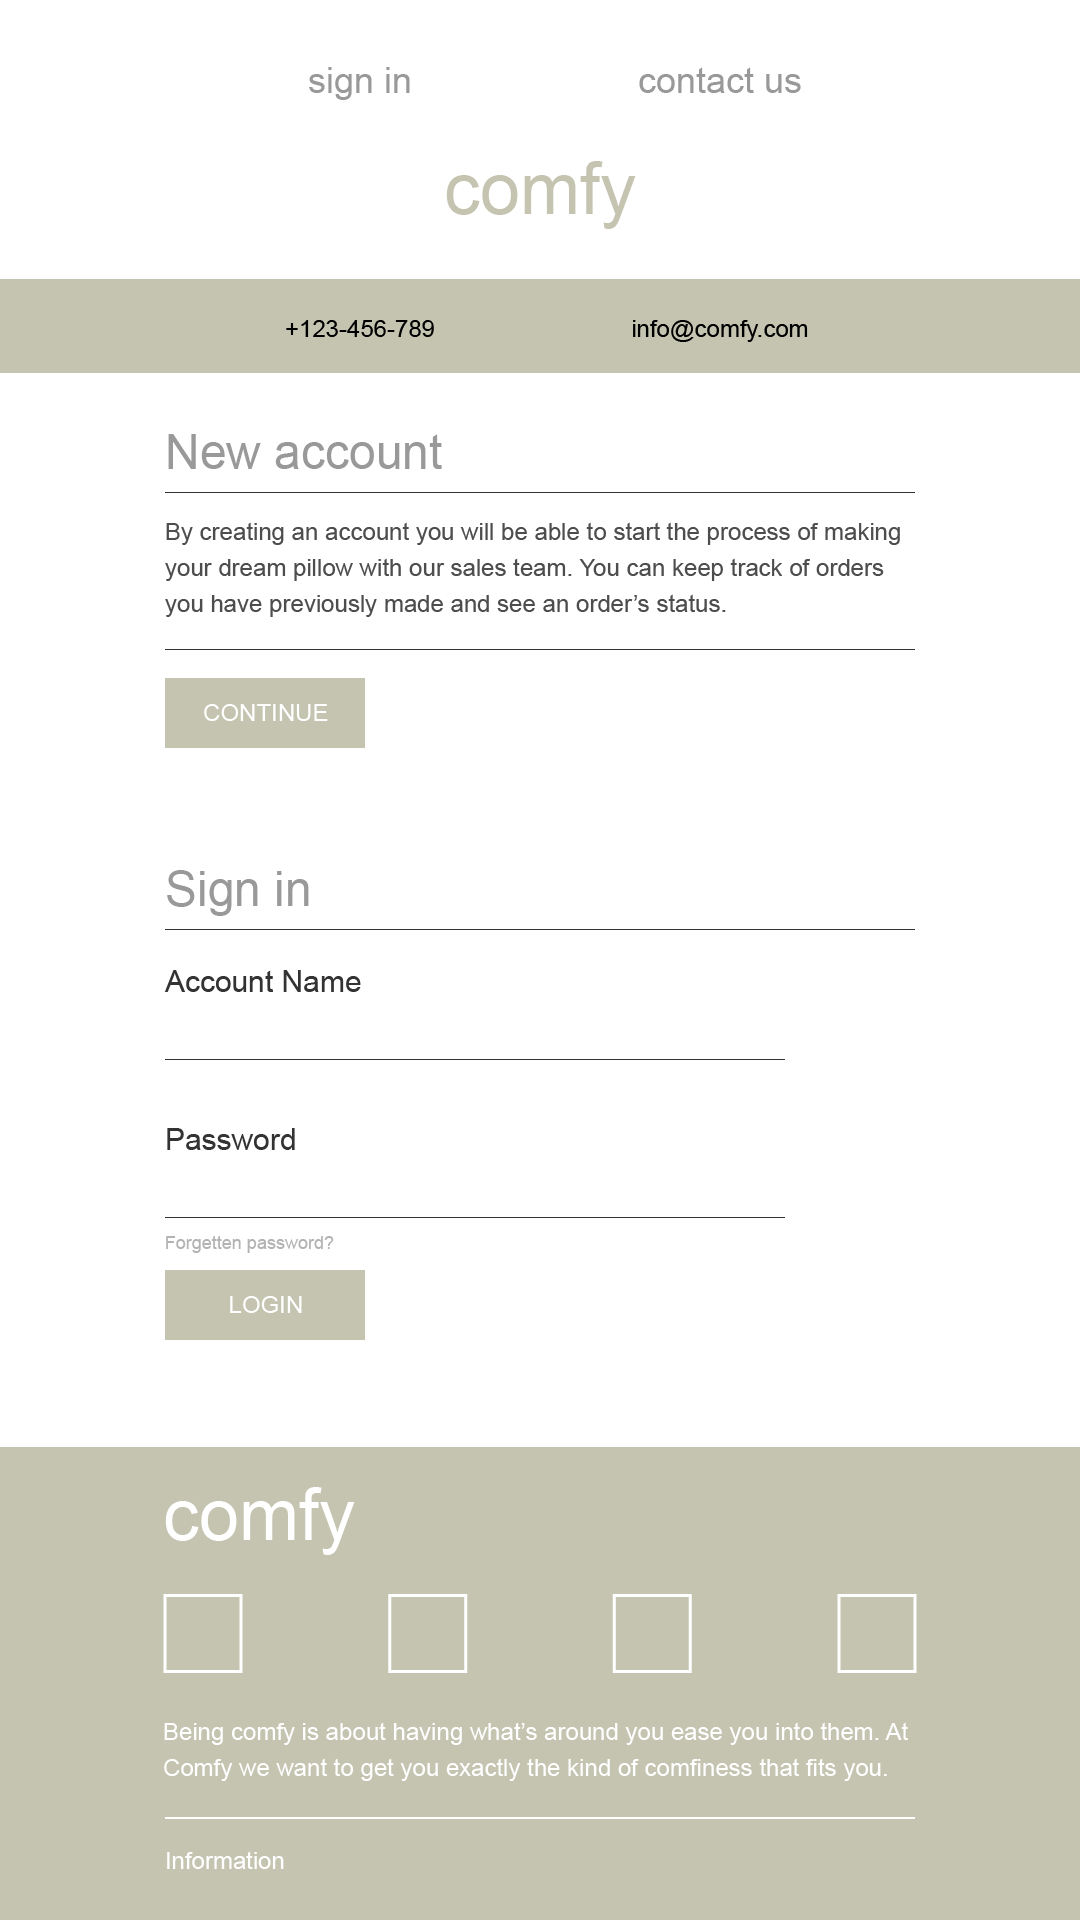 sign in
contact us
comfy
+123-456-789
info@comfy.com
New account
By creating an account you will be able to start the process of making
your dream pillow with our sales team. You can keep track of orders
you have previously made and see an order’s status.
CONTINUE
Sign in
Account Name
Password
Forgetten password?
LOGIN
comfy
Being comfy is about having what’s around you ease you into them. At
Comfy we want to get you exactly the kind of comfiness that fits you.
Information